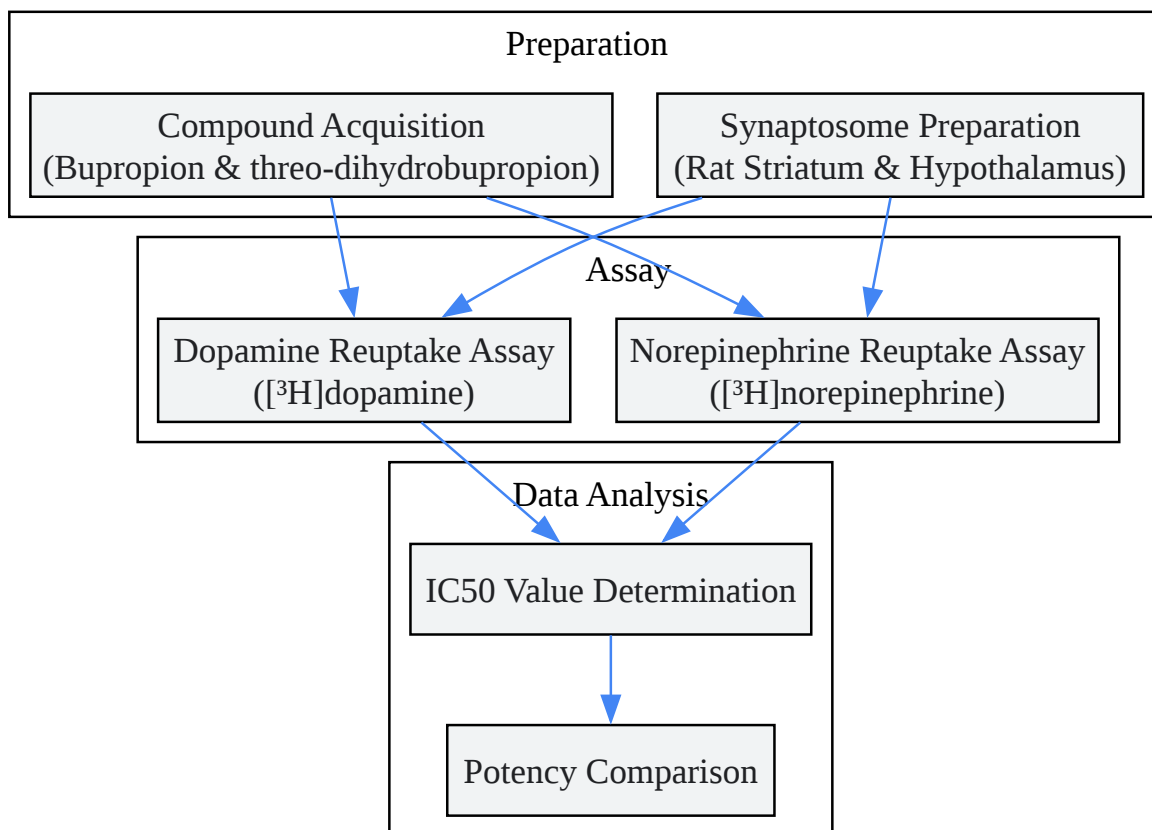 Preparation
Compound Acquisition
(Bupropion & threo-dihydrobupropion)
Synaptosome Preparation
(Rat Striatum & Hypothalamus)
Assay
Dopamine Reuptake Assay
([³H]dopamine)
Norepinephrine Reuptake Assay
([³H]norepinephrine)
Data Analysis
IC50 Value Determination
Potency Comparison